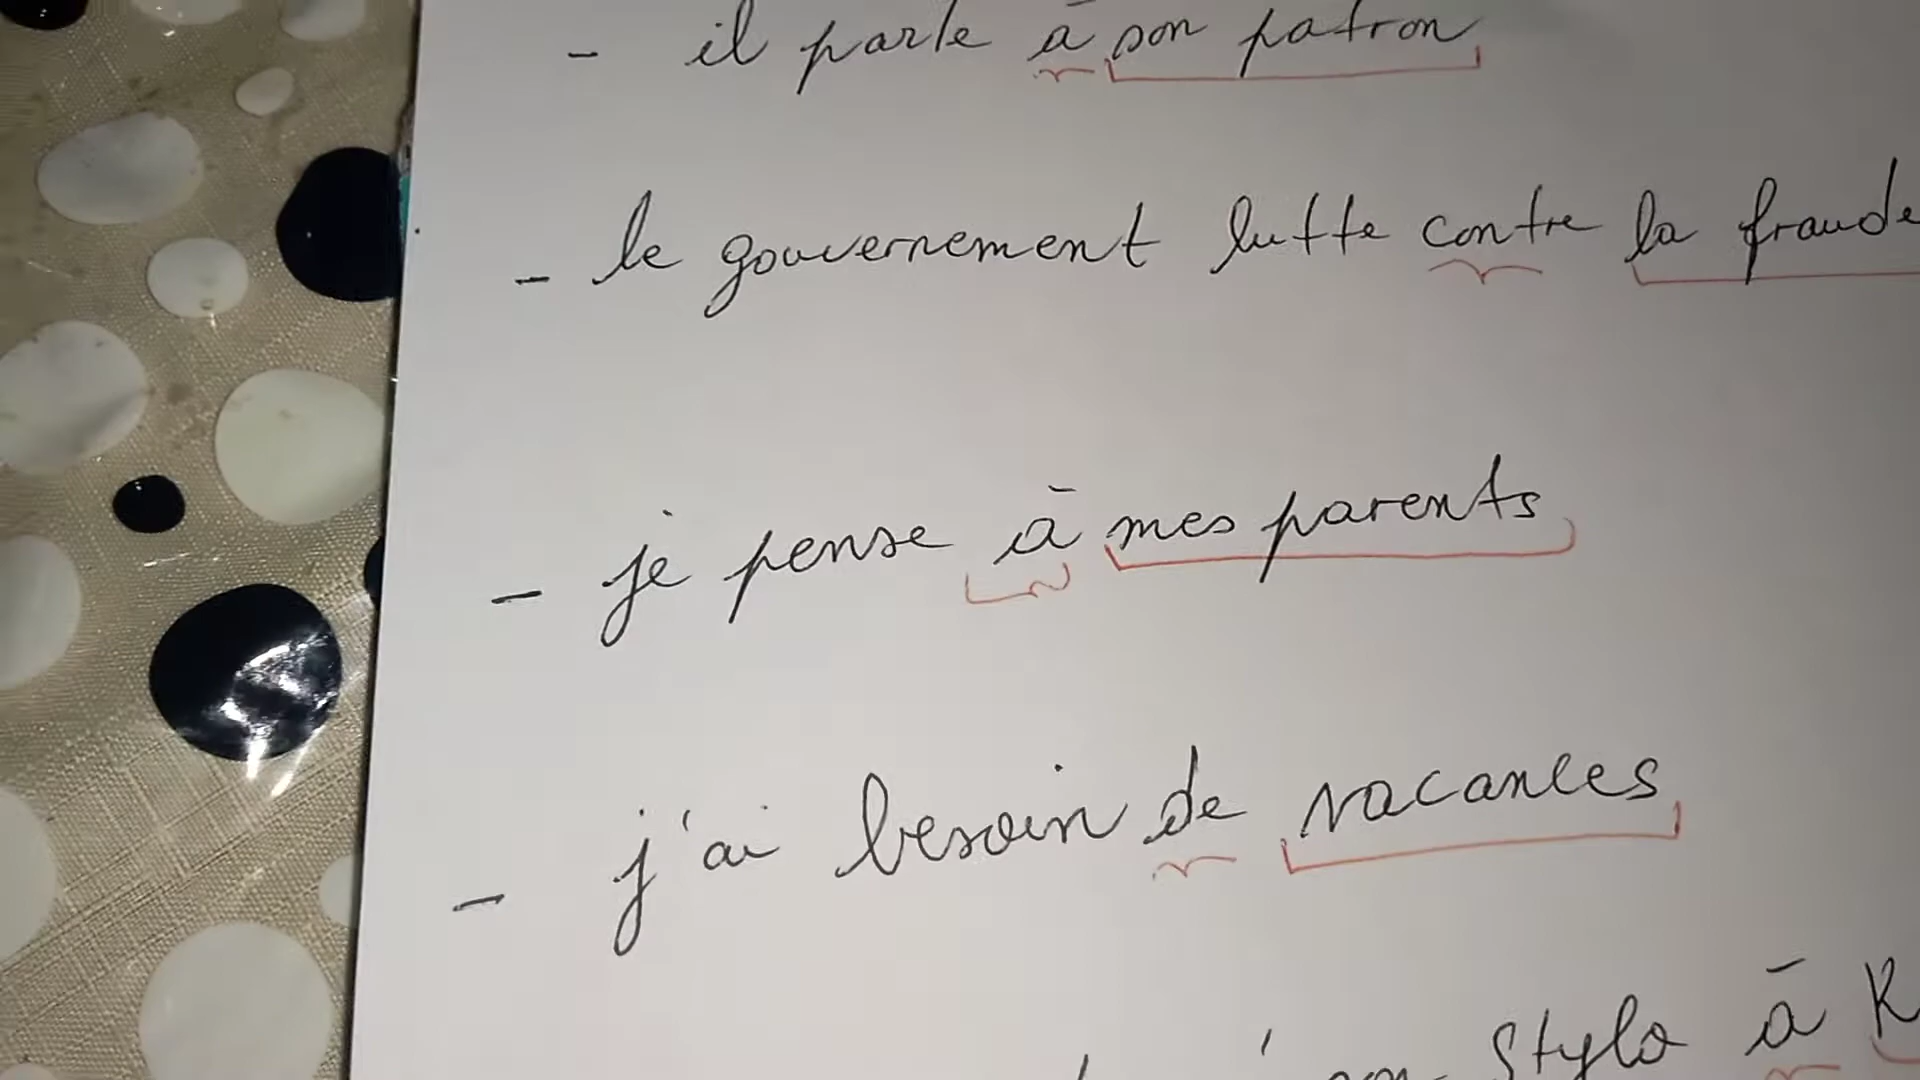 - il parle à son patron
- le gouvernement lutte contre la fraude
- je pense à mes parents
- j'ai besoin de vacances
stylo à